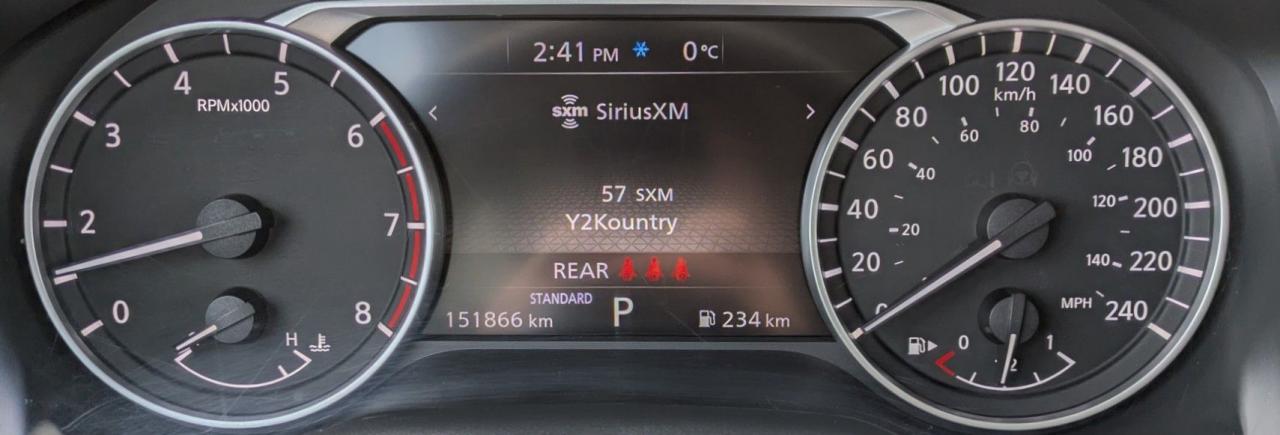 2:41 PM 0°C
sxm SiriusXM
57 SXM
Y2Kountry
REAR
STANDARD
151866 km P 234 km
RPMx1000
0 2 3 4 5 6 7 8
H
0 20 40 60 80 100 120 140 160 180 200 220 240
km/h
20 40 60 80 100 120 140
MPH
0 1